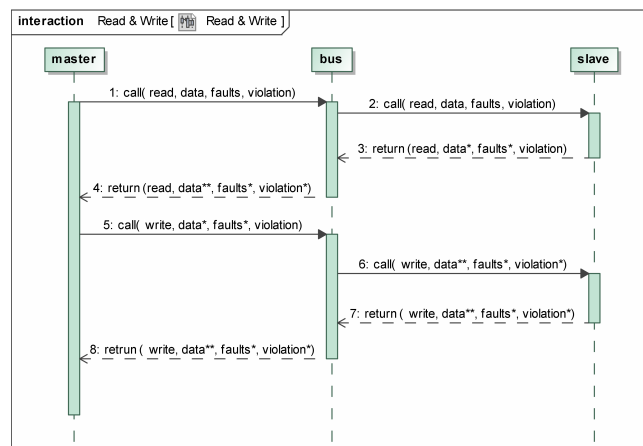 interaction Read & Write [ Read & Write ]
master bus slave
1: call( read, data, faults, violation)
2: call( read, data, faults, violation)
3: return (read, data*, faults*, violation)
4: return (read, data**, faults*, violation*)
5: call( write, data*, faults*, violation)
6: call( write, data**, faults*, violation*)
7: return ( write, data**, faults*, violation*)
8: retrun ( write, data**, faults*, violation*)